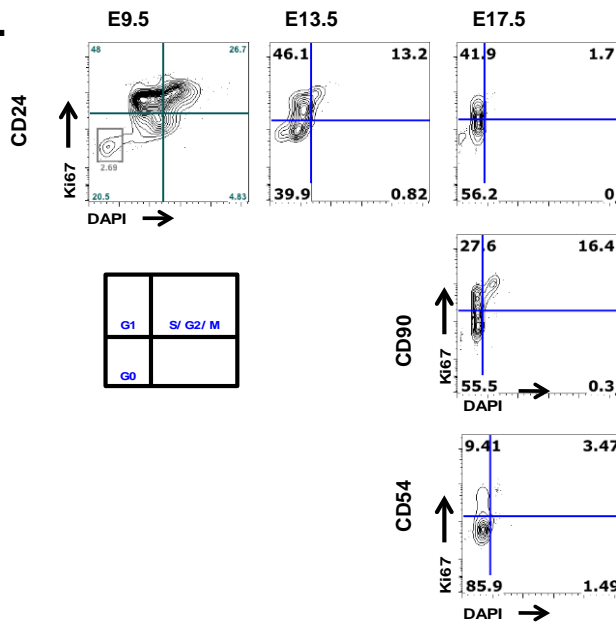 E9.5 E13.5 E17.5
CD24
Ki67
48 26.7
2.69
20.5 4.83
DAPI
46.1 13.2
39.9 0.82
41.9 1.7
56.2 0
DAPI
G1 S/ G2/ M
G0
CD90
Ki67
27.6 16.4
55.5 0.3
DAPI
CD54
Ki67
9.41 3.47
85.9 1.49
DAPI